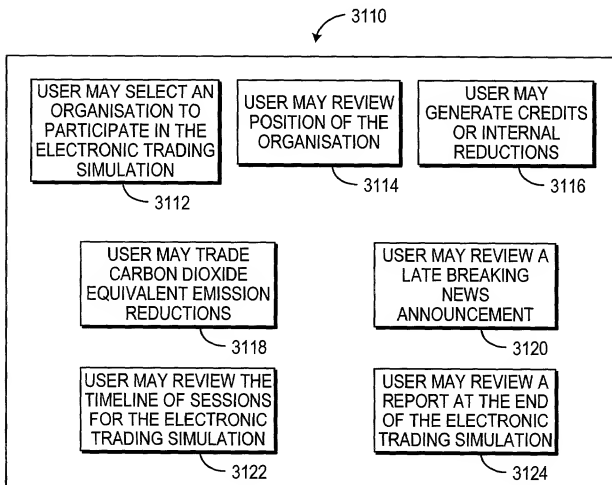 3110
USER MAY SELECT AN
ORGANISATION TO
PARTICIPATE IN THE
ELECTRONIC TRADING
SIMULATION
3112
USER MAY REVIEW
POSITION OF THE
ORGANISATION
3114
USER MAY
GENERATE CREDITS
OR INTERNAL
REDUCTIONS
3116
USER MAY TRADE
CARBON DIOXIDE
EQUIVALENT EMISSION
REDUCTIONS
3118
USER MAY REVIEW A
LATE BREAKING
NEWS
ANNOUNCEMENT
3120
USER MAY REVIEW THE
TIMELINE OF SESSIONS
FOR THE ELECTRONIC
TRADING SIMULATION
3122
USER MAY REVIEW A
REPORT AT THE END
OF THE ELECTRONIC
TRADING SIMULATION
3124